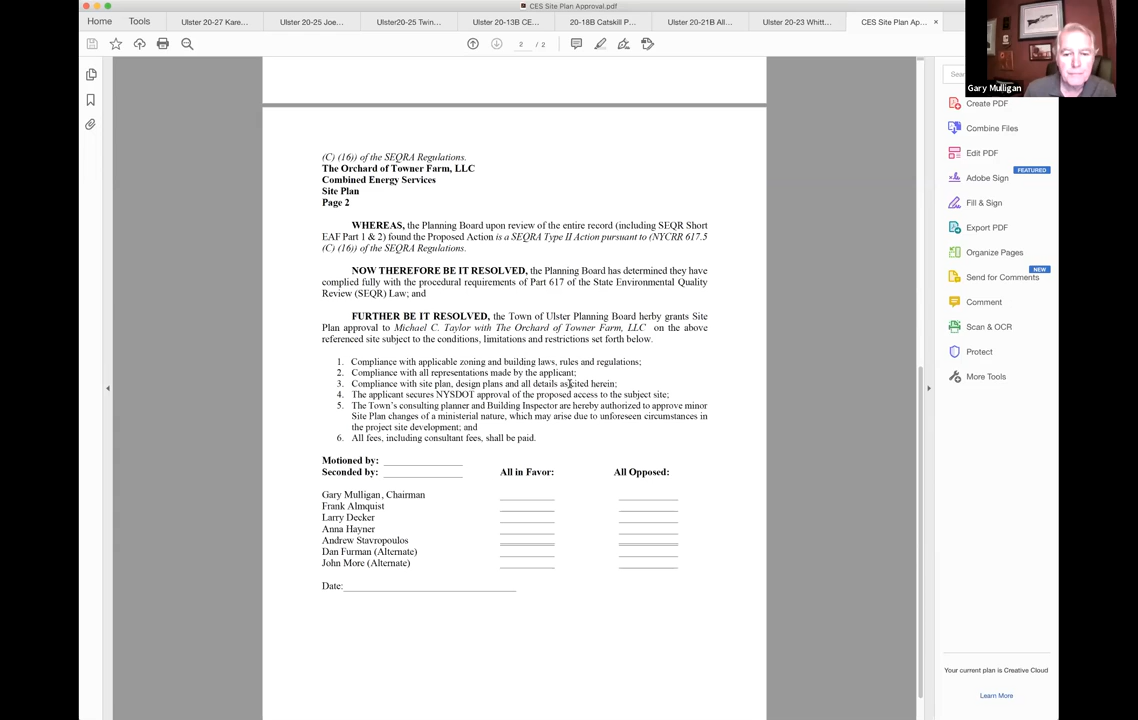 CES Site Plan Approval.pdf
Home
Tools
Ulster 20-27 Kare...
Ulster 20-25 Joe...
Ulster20-25 Twin...
Ulster 20-13B CE...
20-18B Catskill P...
Ulster 20-21B All...
Ulster 20-23 Whitt...
CES Site Plan Ap... ×
2 / 2
Gary Mulligan
Sea
Create PDF
Combine Files
Edit PDF
FEATURED
Adobe Sign
Fill & Sign
Export PDF
Organize Pages
NEW
Send for Comments
Comment
Scan & OCR
Protect
More Tools
Your current plan is Creative Cloud
Learn More
(C) (16)) of the SEQRA Regulations.
The Orchard of Towner Farm, LLC
Combined Energy Services
Site Plan
Page 2
WHEREAS, the Planning Board upon review of the entire record (including SEQR Short
EAF Part 1 & 2) found the Proposed Action is a SEQRA Type II Action pursuant to (NYCRR 617.5
(C) (16)) of the SEQRA Regulations.
NOW THEREFORE BE IT RESOLVED, the Planning Board has determined they have
complied fully with the procedural requirements of Part 617 of the State Environmental Quality
Review (SEQR) Law; and
FURTHER BE IT RESOLVED, the Town of Ulster Planning Board herby grants Site
Plan approval to Michael C. Taylor with The Orchard of Towner Farm, LLC on the above
referenced site subject to the conditions, limitations and restrictions set forth below.
1. Compliance with applicable zoning and building laws, rules and regulations;
2. Compliance with all representations made by the applicant;
3. Compliance with site plan, design plans and all details as cited herein;
4. The applicant secures NYSDOT approval of the proposed access to the subject site;
5. The Town's consulting planner and Building Inspector are hereby authorized to approve minor
Site Plan changes of a ministerial nature, which may arise due to unforeseen circumstances in
the project site development; and
6. All fees, including consultant fees, shall be paid.
Motioned by: ____________
Seconded by: ____________ All in Favor: All Opposed:
Gary Mulligan, Chairman
Frank Almquist
Larry Decker
Anna Hayner
Andrew Stavropoulos
Dan Furman (Alternate)
John More (Alternate)
Date:____________